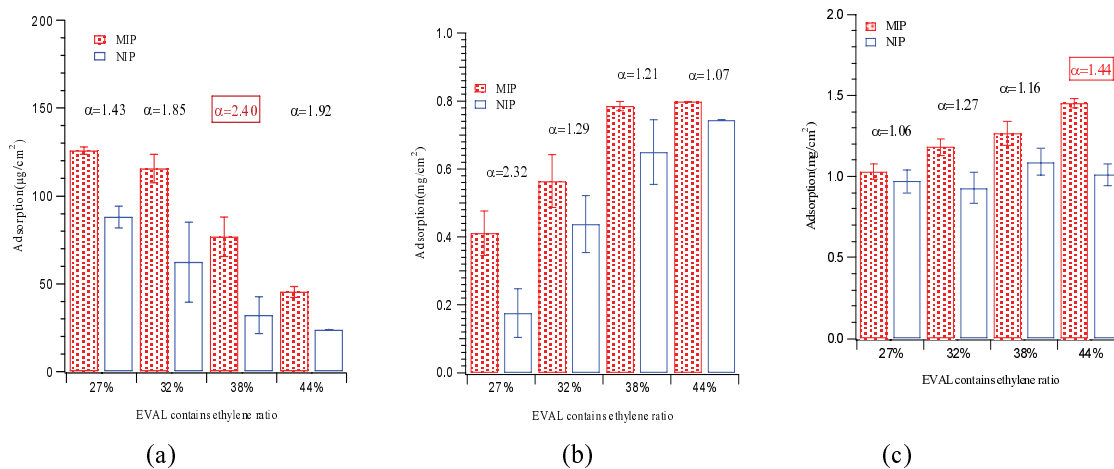 200
150
100
50
0
Adsorption(µg/cm²)
MIP
NIP
α=1.43
α=1.85
α=2.40
α=1.92
27%
32%
38%
44%
EVAL contains ethylene ratio
(a)
1.0
0.8
0.6
0.4
0.2
0.0
Adsorption(mg/cm²)
MIP
NIP
α=2.32
α=1.29
α=1.21
α=1.07
27%
32%
38%
44%
EVAL contains ethylene ratio
(b)
2.0
1.5
1.0
0.5
0.0
Adsorption(mg/cm²)
MIP
NIP
α=1.06
α=1.27
α=1.16
α=1.44
27%
32%
38%
44%
EVAL contains ethylene ratio
(c)